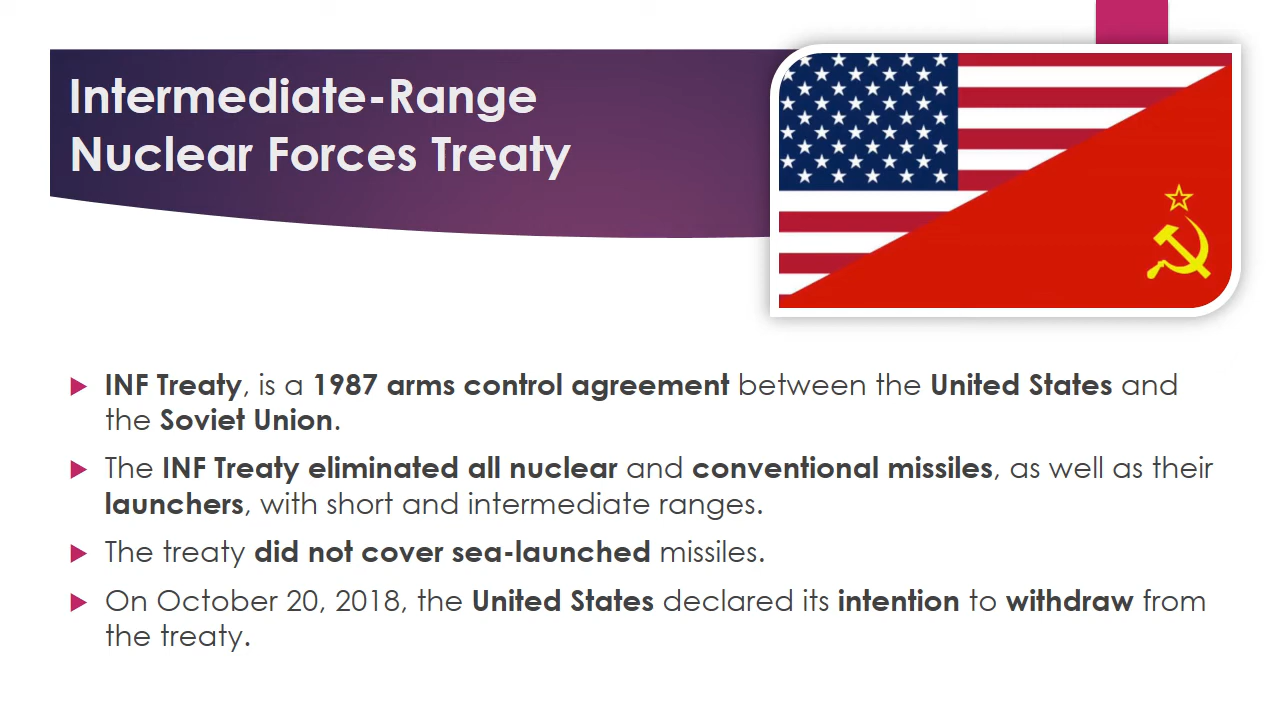 Intermediate-Range
Nuclear Forces Treaty
INF Treaty, is a 1987 arms control agreement between the United States and
the Soviet Union.
The INF Treaty eliminated all nuclear and conventional missiles, as well as their
launchers, with short and intermediate ranges.
The treaty did not cover sea-launched missiles.
On October 20, 2018, the United States declared its intention to withdraw from
the treaty.